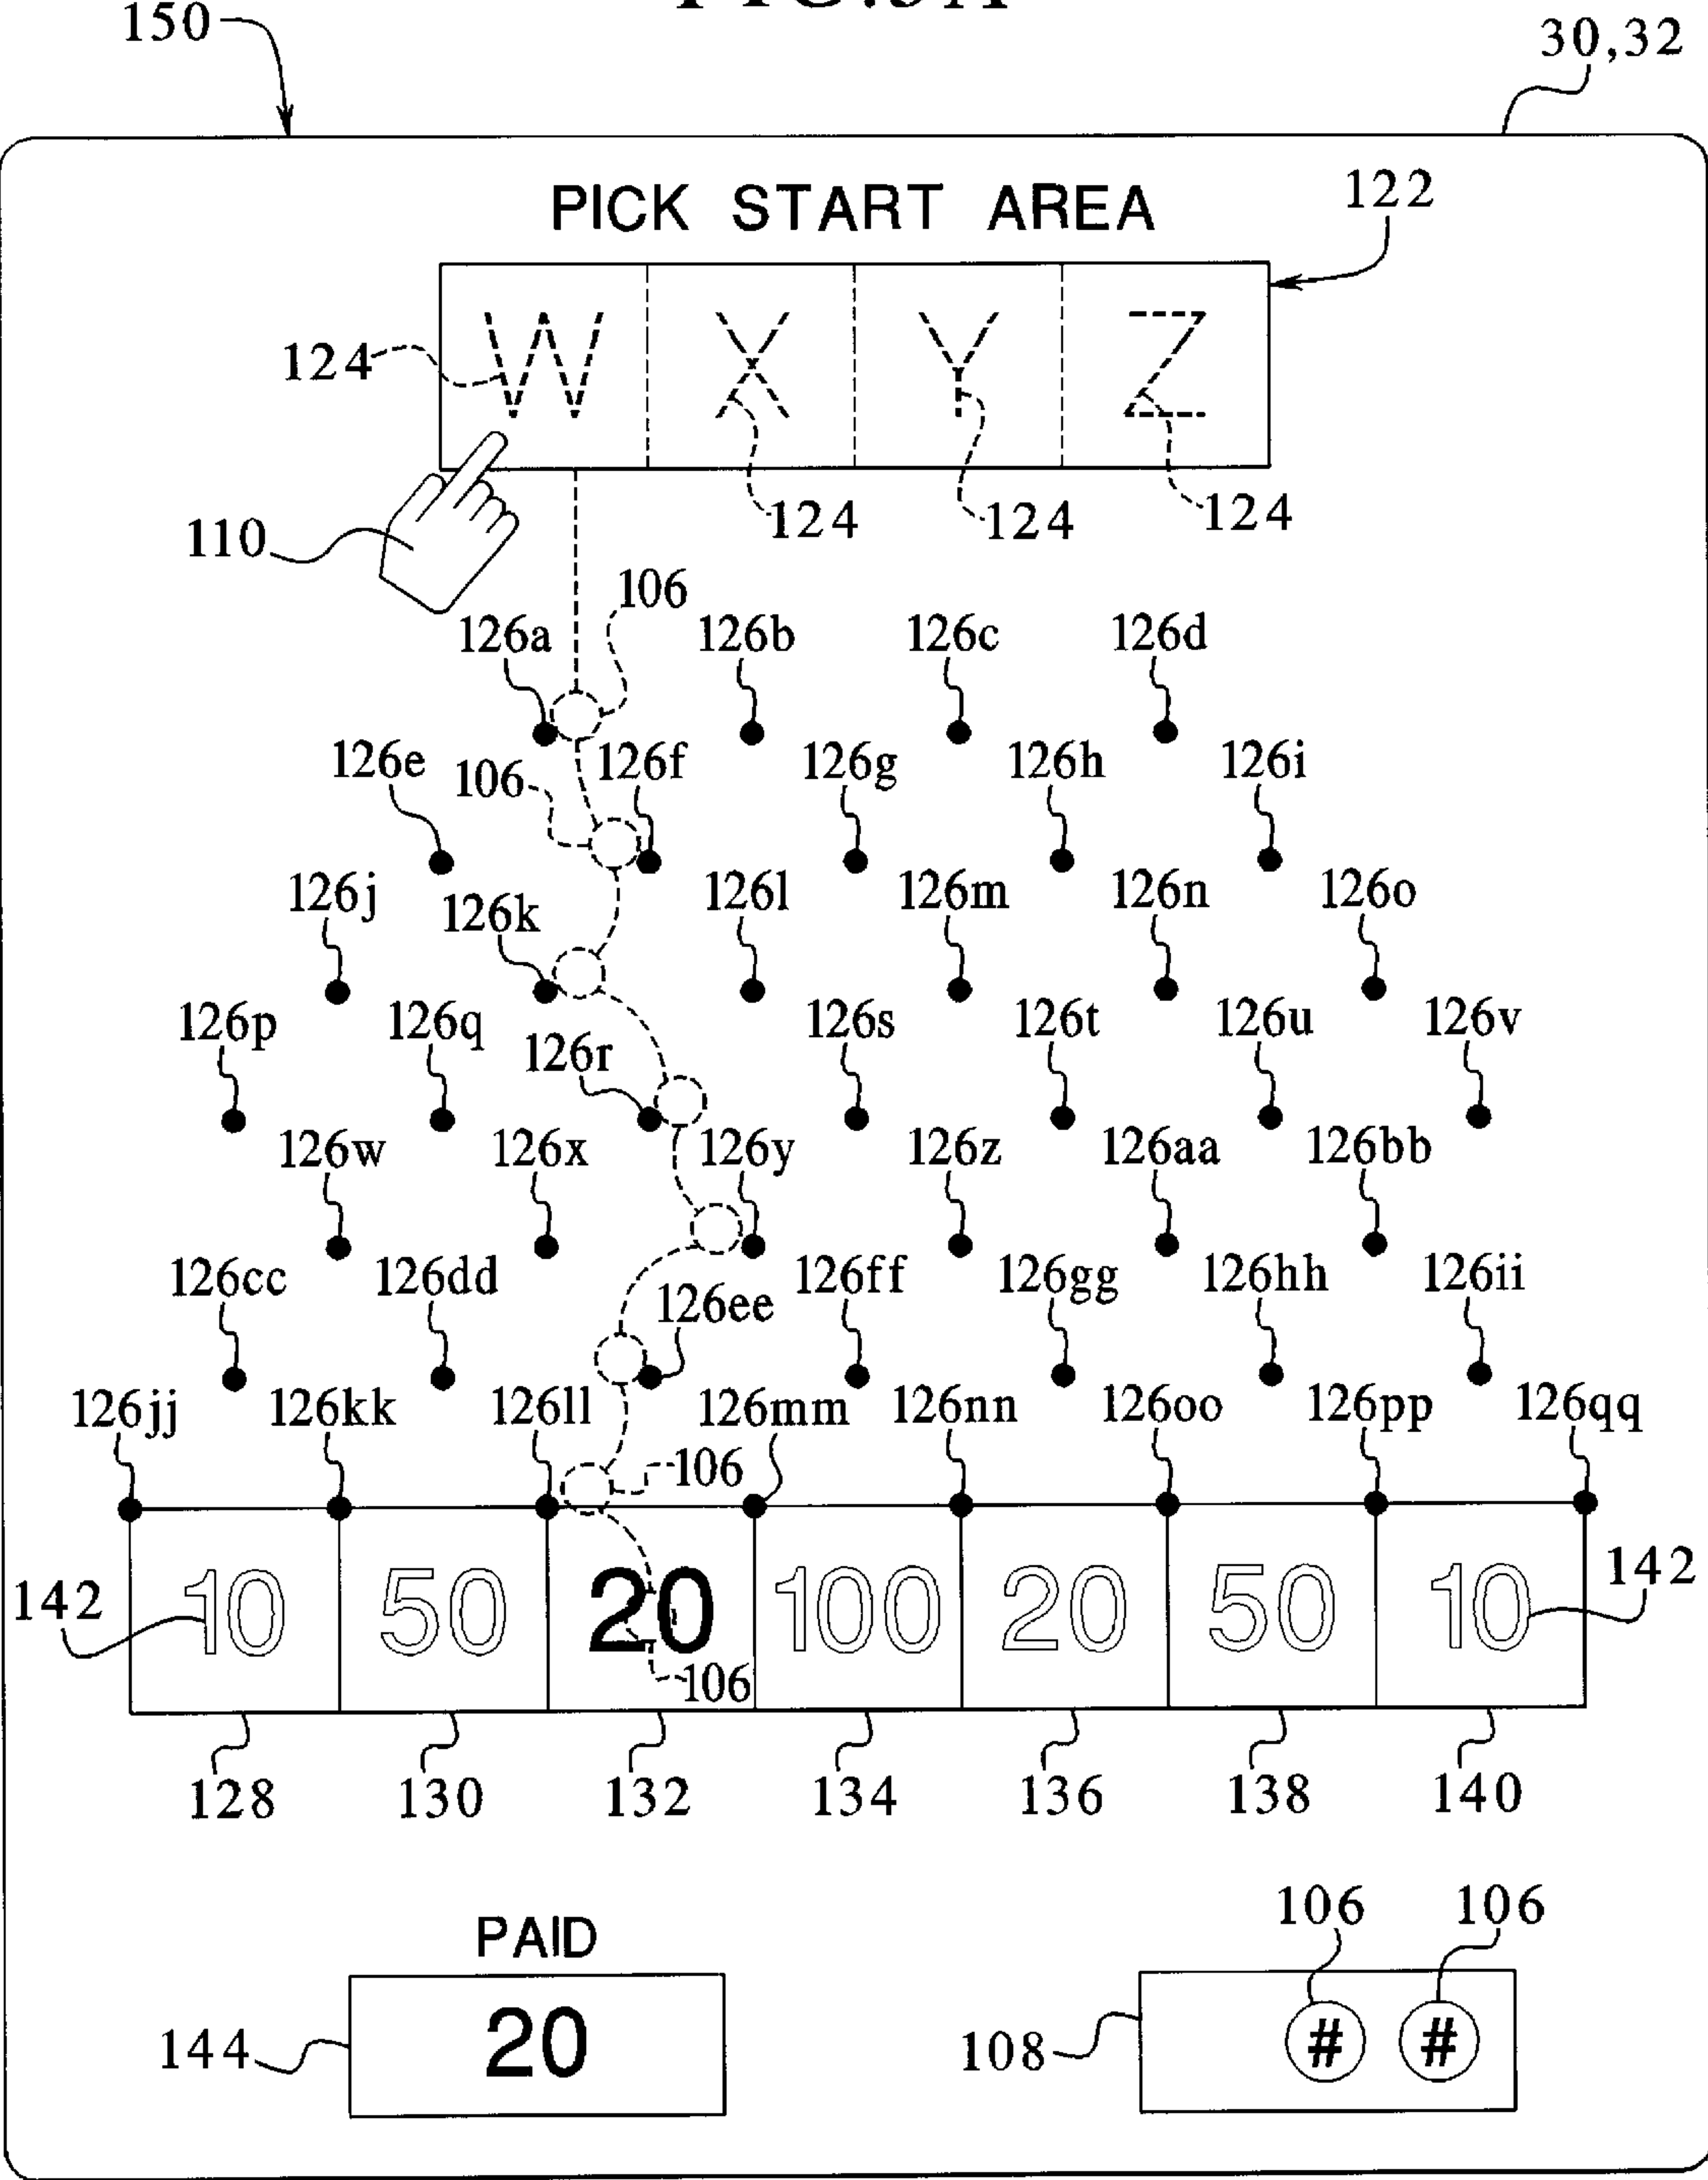 150
30,32
PICK START AREA
122
W X Y Z
124
124 124 124
110
106
126a 126b 126c 126d
126e 106 126f 126g 126h 126i
126j 126k 126l 126m 126n 126o
126p 126q 126r 126s 126t 126u 126v
126w 126x 126y 126z 126aa 126bb
126cc 126dd 126ee 126ff 126gg 126hh 126ii
126jj 126kk 126ll 126mm 126nn 126oo 126pp 126qq
106
142 10 50 20 100 20 50 10 142
106
128 130 132 134 136 138 140
106 106
PAID
144 20 108 # #